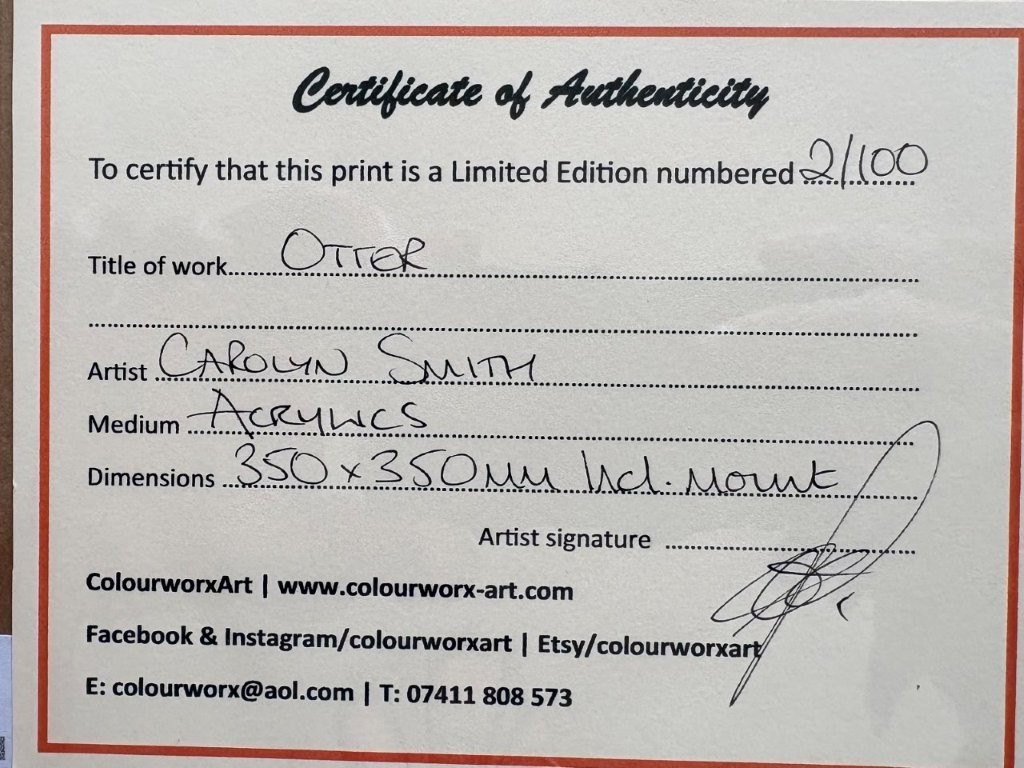 Certificate of Authenticity
To certify that this print is a Limited Edition numbered 2/100
Title of work OTTER
Artist CAROLYN SMITH
Medium ACRYLICS
Dimensions 350 x 350mm Incl. Mount
Artist signature
ColourworxArt | www.colourworx-art.com
Facebook & Instagram/colourworxart | Etsy/colourworxart
E: colourworx@aol.com | T: 07411 808 573